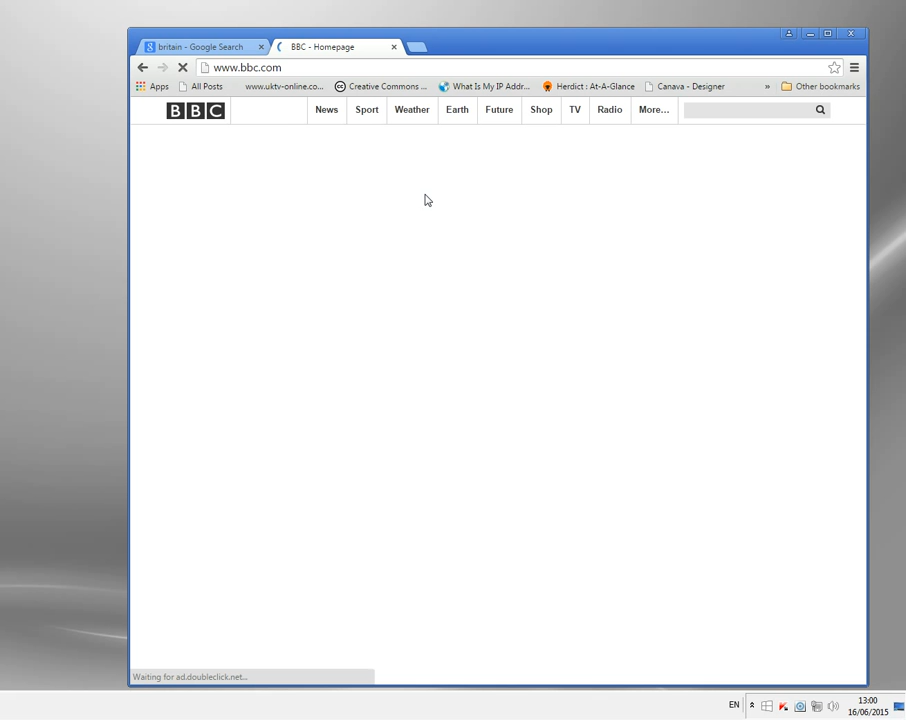 britain - Google Search
BBC - Homepage
www.bbc.com
Apps
All Posts
www.uktv-online.co...
Creative Commons ...
What Is My IP Addr...
Herdict : At-A-Glance
Canava - Designer
»
Other bookmarks
BBC
News
Sport
Weather
Earth
Future
Shop
TV
Radio
More...
Waiting for ad.doubleclick.net...
EN
13:00
16/06/2015